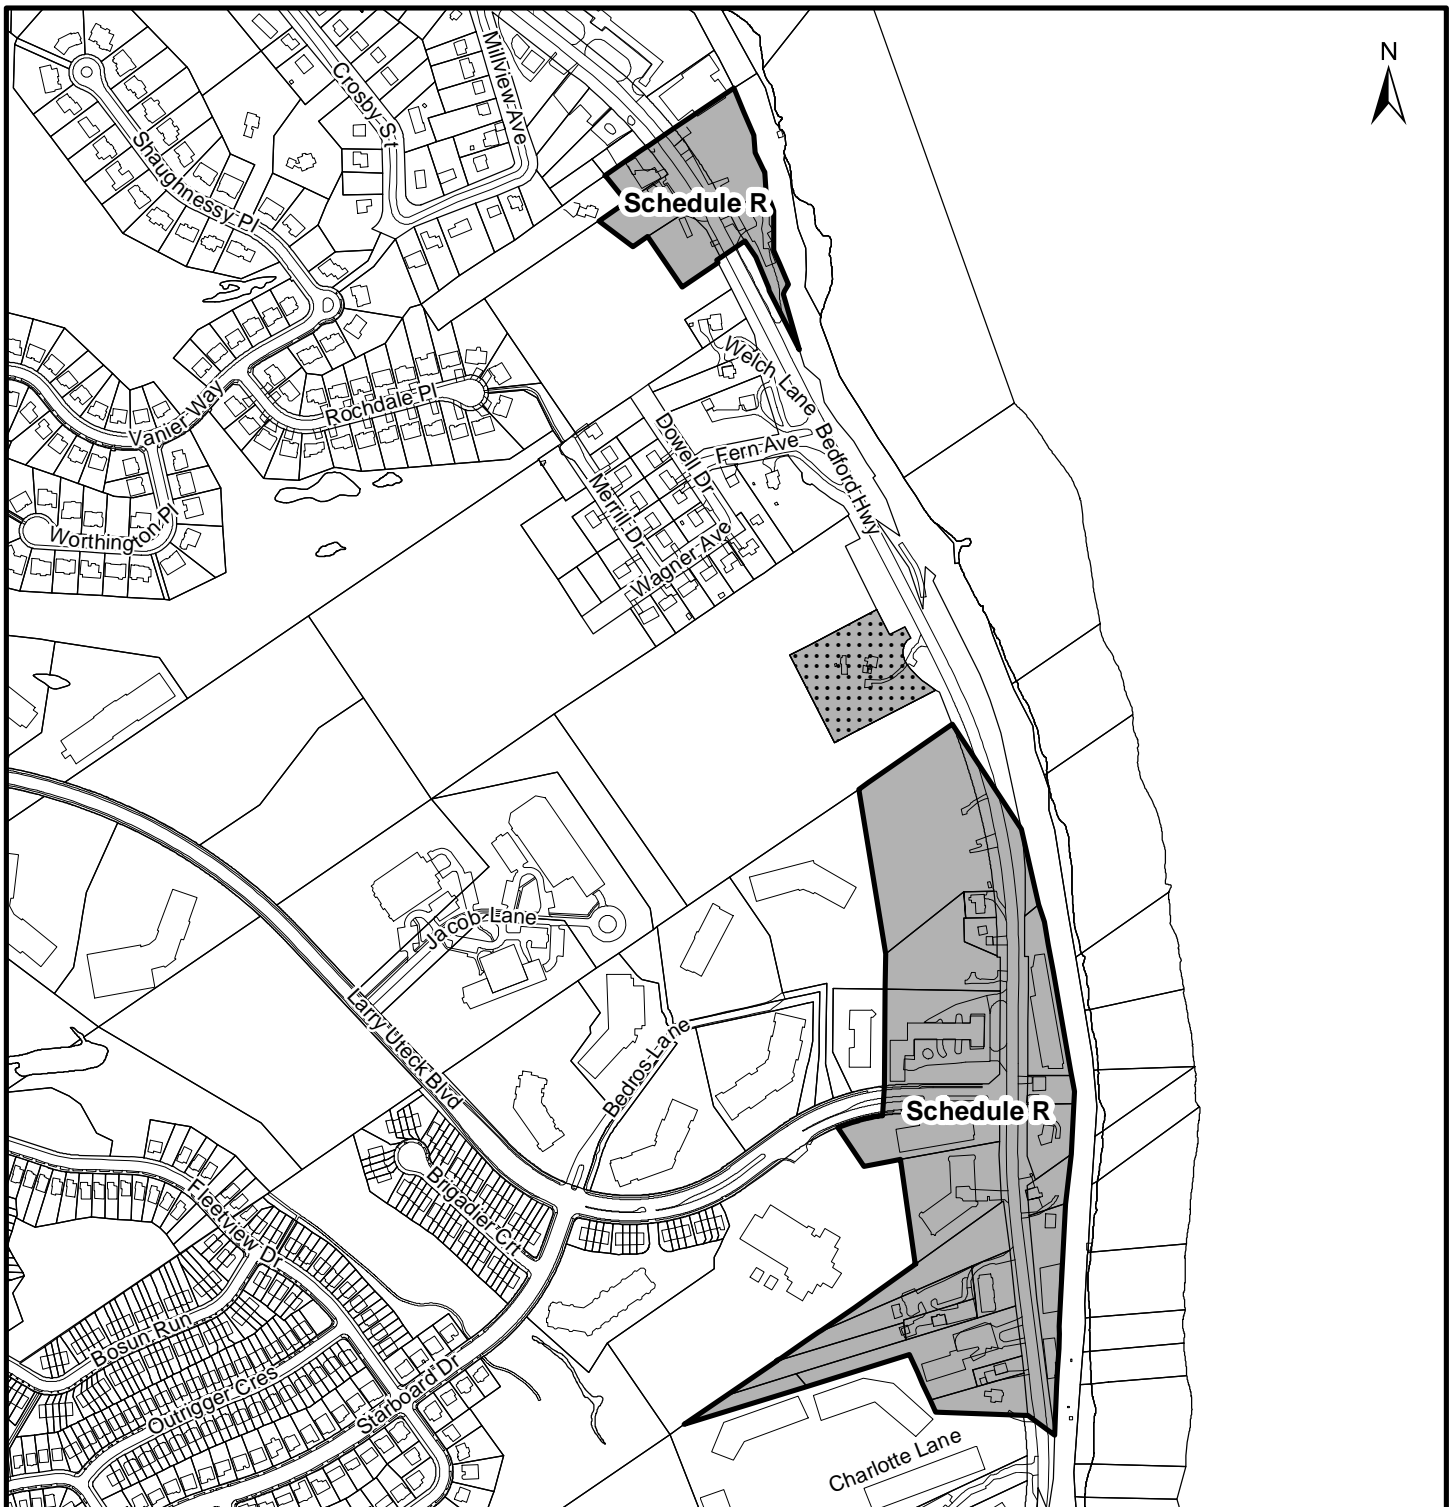 N
Crosby St
Millview Ave
Shaughnessy Pl
Schedule R
Welch Lane
Rochdale Pl
Vanier Way
Dowell Dr
Fern Ave
Bedford Hwy
Merrill Dr
Worthington Pl
Wagner Ave
Jacob Lane
Larry Uteck Blvd
Bedros Lane
Schedule R
Brigadier Crt
Fleetview Dr
Bosun Run
Outrigger Cres
Starboard Dr
Charlotte Lane